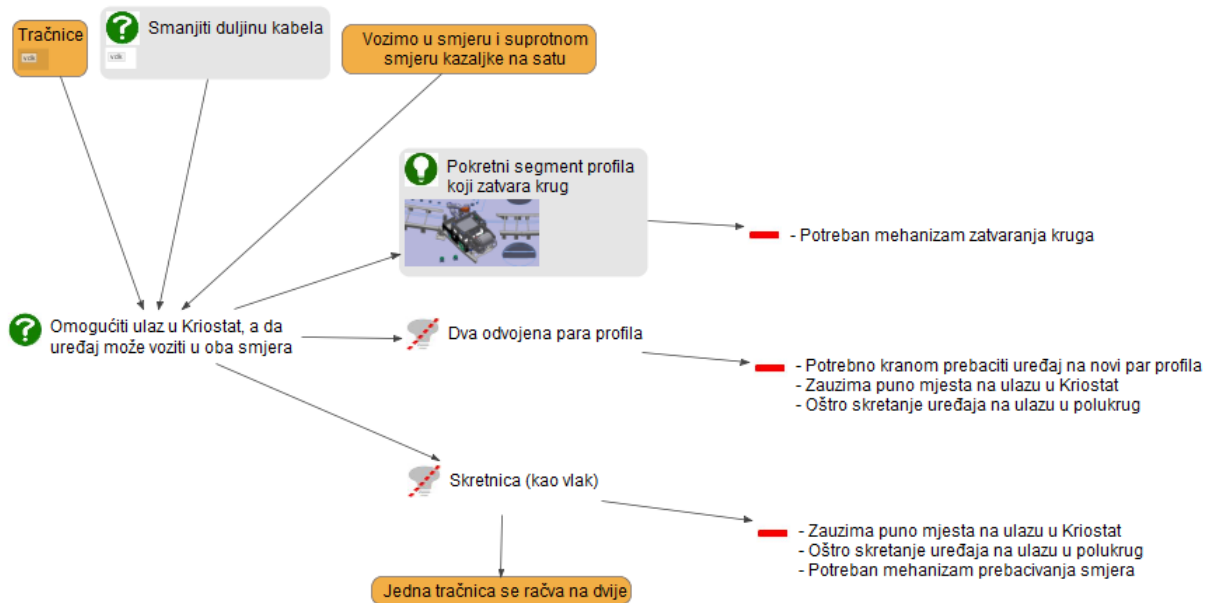 Tračnice
vzik
Smanjiti duljinu kabela
vzik
Vozimo u smjeru i suprotnom
smjeru kazaljke na satu
Pokretni segment profila
koji zatvara krug
- Potreban mehanizam zatvaranja kruga
Omogućiti ulaz u Kriostat, a da
uređaj može voziti u oba smjera
Dva odvojena para profila
- Potrebno kranom prebaciti uređaj na novi par profila
- Zauzima puno mjesta na ulazu u Kriostat
- Oštro skretanje uređaja na ulazu u polukrug
Skretnica (kao vlak)
- Zauzima puno mjesta na ulazu u Kriostat
- Oštro skretanje uređaja na ulazu u polukrug
- Potreban mehanizam prebacivanja smjera
Jedna tračnica se račva na dvije